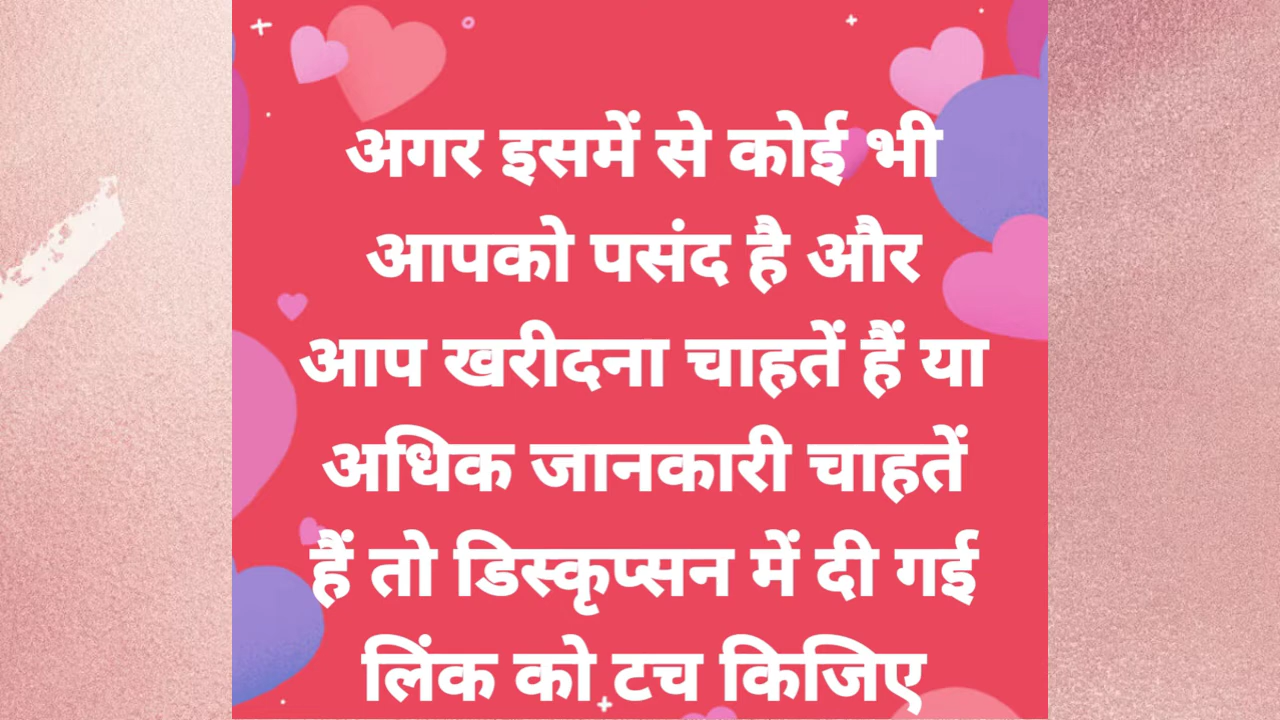 अगर इसमें से कोई भी
आपको पसंद है और
आप खरीदना चाहतें हैं या
अधिक जानकारी चाहतें
हैं तो डिस्कृप्सन में दी गई
लिंक को टच किजिए